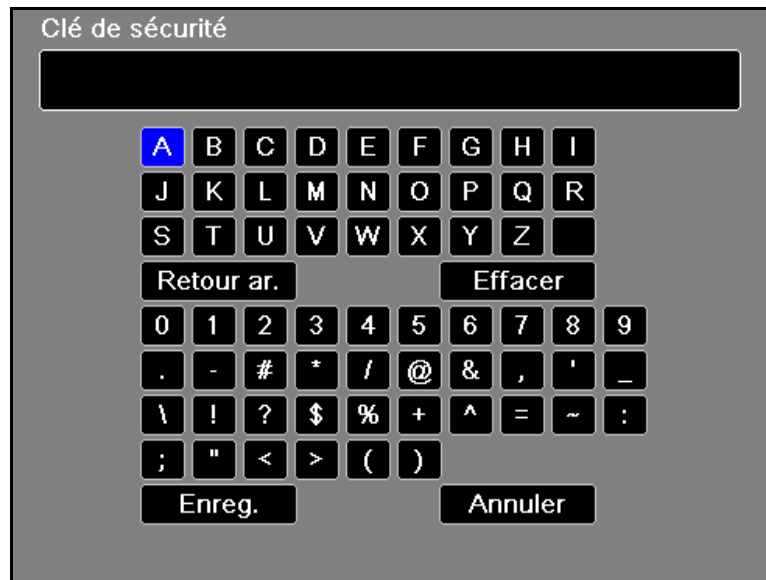 Clé de sécurité
A B C D E F G H I
J K L M N O P Q R
S T U V W X Y Z
Retour ar. Effacer
0 1 2 3 4 5 6 7 8 9
. - # * / @ & , ' _
\ ! ? $ % + ^ = ~ :
; " < > ( )
Enreg. Annuler